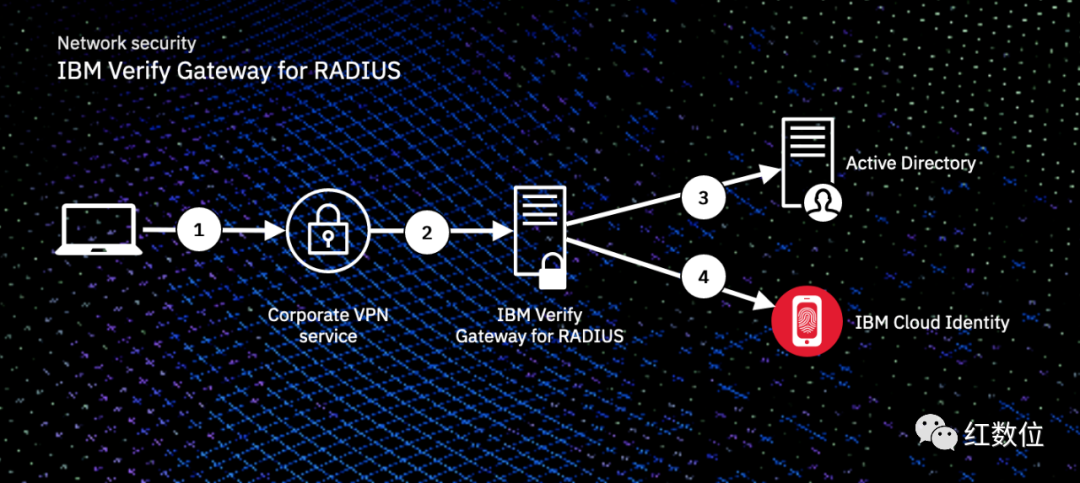 Network security
IBM Verify Gateway for RADIUS
Active Directory
1
2
3
4
Corporate VPN
service
IBM Verify
Gateway for RADIUS
IBM Cloud Identity
红数位